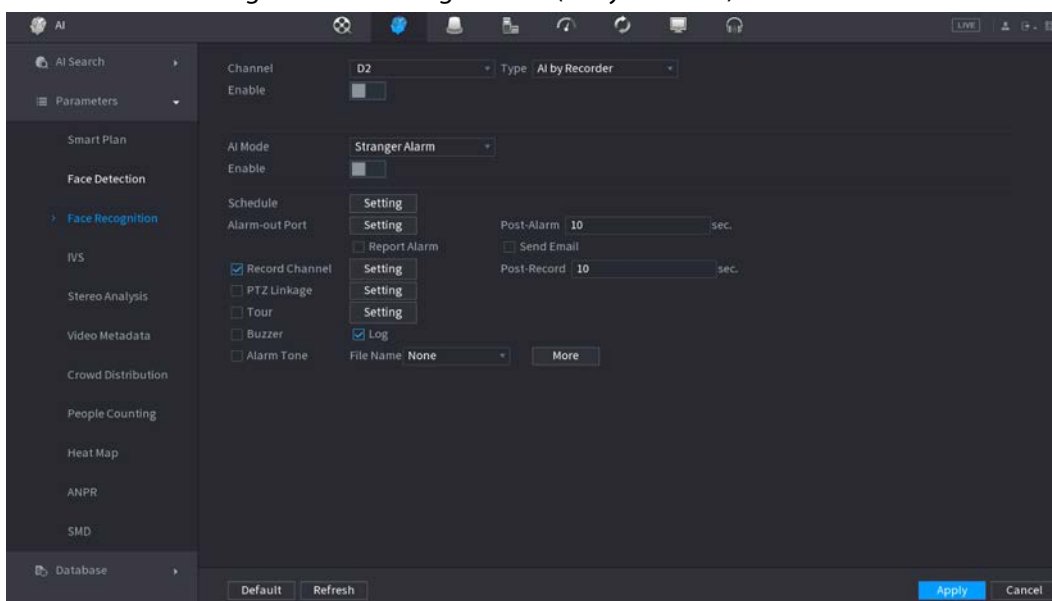 AI
LIVE
AI Search
Parameters
Smart Plan
Face Detection
Face Recognition
IVS
Stereo Analysis
Video Metadata
Crowd Distribution
People Counting
Heat Map
ANPR
SMD
Database
Channel D2 Type AI by Recorder
Enable
AI Mode Stranger Alarm
Enable
Schedule Setting
Alarm-out Port Setting Post-Alarm 10 sec.
Report Alarm Send Email
Record Channel Setting Post-Record 10 sec.
PTZ Linkage Setting
Tour Setting
Buzzer Log
Alarm Tone File Name None More
Default Refresh Apply Cancel